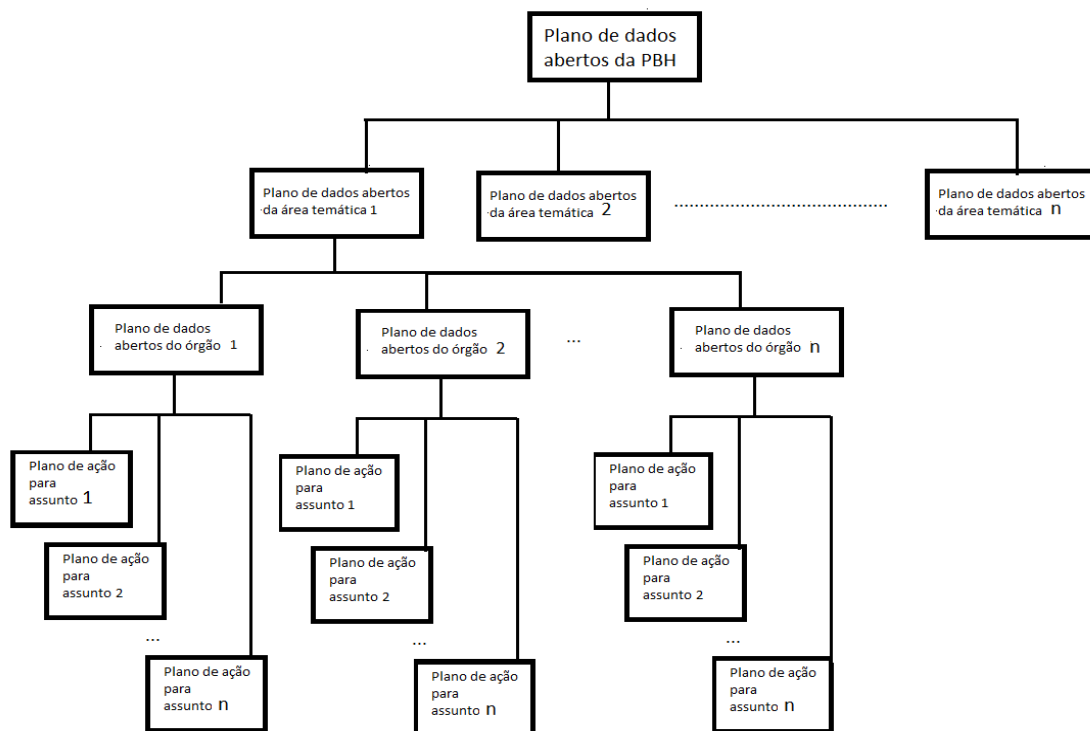 Plano de dados
abertos da PBH
Plano de dados abertos
da área temática 1
Plano de dados abertos
da área temática 2
................................................
Plano de dados abertos
da área temática n
Plano de dados
abertos do órgão 1
Plano de dados
abertos do órgão 2
...
Plano de dados
abertos do órgão n
Plano de ação
para
assunto 1
Plano de ação
para
assunto 2
...
Plano de ação
para
assunto n
Plano de ação
para
assunto 1
Plano de ação
para
assunto 2
...
Plano de ação
para
assunto n
Plano de ação
para
assunto 1
Plano de ação
para
assunto 2
...
Plano de ação
para
assunto n